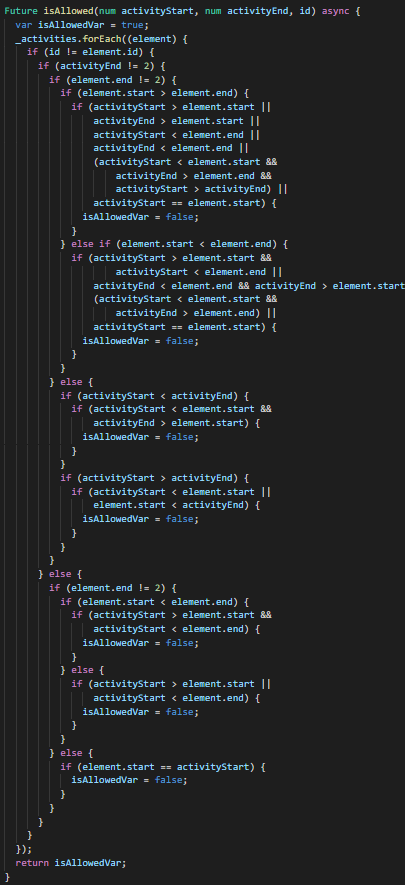 Future isAllowed(num activityStart, num activityEnd, id) async {
  var isAllowedVar = true;
  _activities.forEach((element) {
    if (id != element.id) {
      if (activityEnd != 2) {
        if (element.end != 2) {
          if (element.start > element.end) {
            if (activityStart > element.start ||
                activityEnd > element.start ||
                activityStart < element.end ||
                activityEnd < element.end ||
                (activityStart < element.start &&
                    activityEnd > element.end &&
                    activityStart > activityEnd) ||
                activityStart == element.start) {
              isAllowedVar = false;
            }
          } else if (element.start < element.end) {
            if (activityStart > element.start &&
                    activityStart < element.end ||
                activityEnd < element.end && activityEnd > element.start
                (activityStart < element.start &&
                    activityEnd > element.end) ||
                activityStart == element.start) {
              isAllowedVar = false;
            }
          }
        } else {
          if (activityStart < activityEnd) {
            if (activityStart < element.start &&
                activityEnd > element.start) {
              isAllowedVar = false;
            }
          }
          if (activityStart > activityEnd) {
            if (activityStart < element.start ||
                element.start < activityEnd) {
              isAllowedVar = false;
            }
          }
        }
      } else {
        if (element.end != 2) {
          if (element.start < element.end) {
            if (activityStart > element.start &&
                activityStart < element.end) {
              isAllowedVar = false;
            }
          } else {
            if (activityStart > element.start ||
                activityStart < element.end) {
              isAllowedVar = false;
            }
          }
        } else {
          if (element.start == activityStart) {
            isAllowedVar = false;
          }
        }
      }
    }
  });
  return isAllowedVar;
}